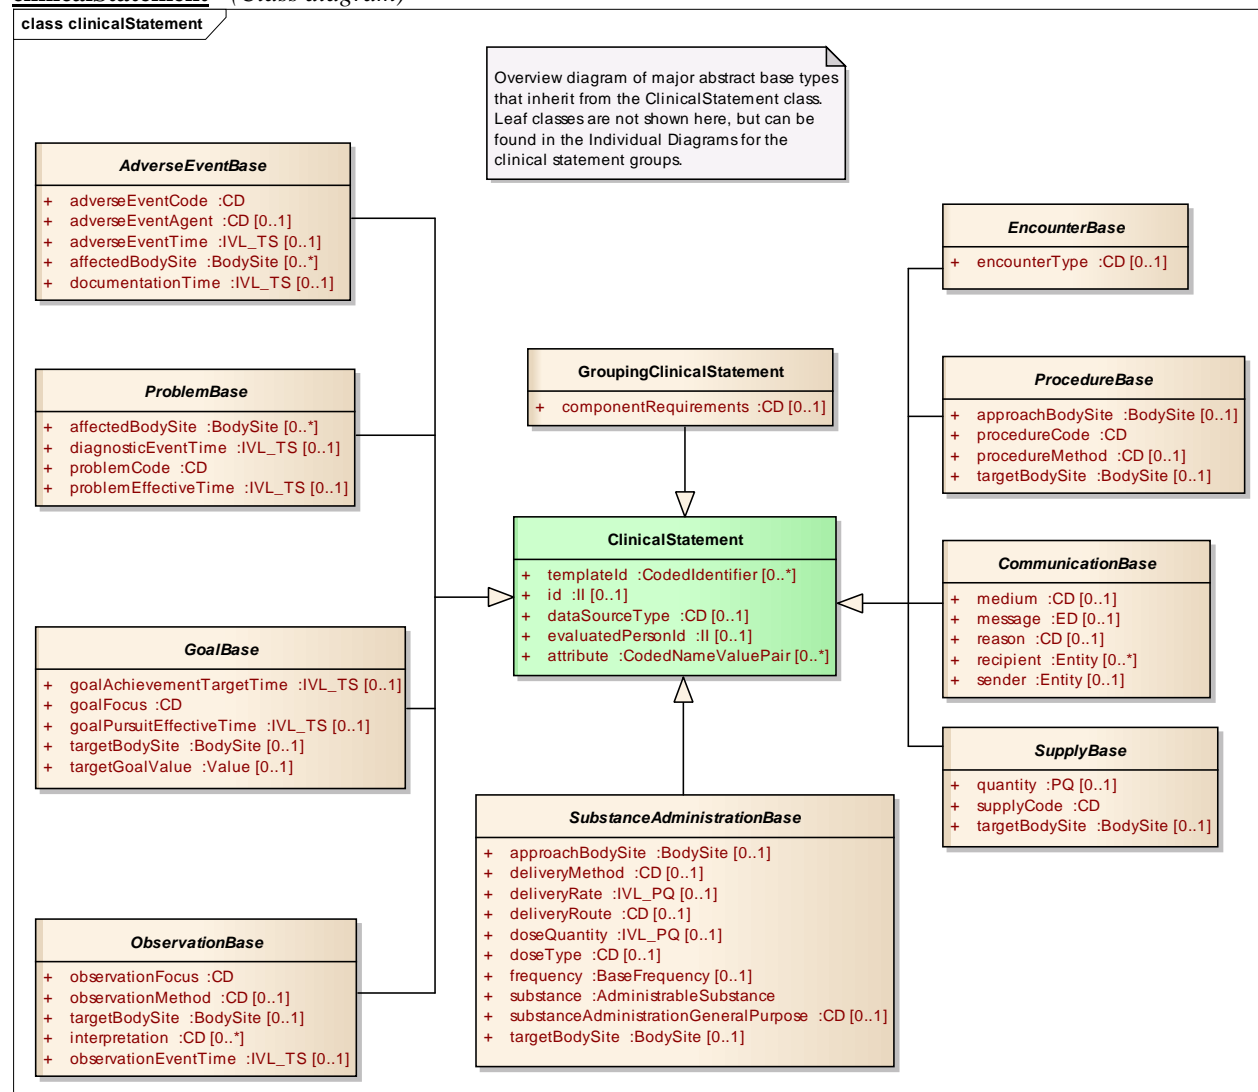 clinicalStatement - (Class diagram)
class clinicalStatement
Overview diagram of major abstract base types
that inherit from the ClinicalStatement class.
Leaf classes are not shown here, but can be
found in the Individual Diagrams for the
clinical statement groups.
AdverseEventBase
+ adverseEventCode :CD
+ adverseEventAgent :CD [0..1]
+ adverseEventTime :IVL_TS [0..1]
+ affectedBodySite :BodySite [0..*]
+ documentationTime :IVL_TS [0..1]
EncounterBase
+ encounterType :CD [0..1]
GroupingClinicalStatement
+ componentRequirements :CD [0..1]
ProblemBase
+ affectedBodySite :BodySite [0..*]
+ diagnosticEventTime :IVL_TS [0..1]
+ problemCode :CD
+ problemEffectiveTime :IVL_TS [0..1]
ProcedureBase
+ approachBodySite :BodySite [0..1]
+ procedureCode :CD
+ procedureMethod :CD [0..1]
+ targetBodySite :BodySite [0..1]
ClinicalStatement
+ templateId :CodedIdentifier [0..*]
+ id :II [0..1]
+ dataSourceType :CD [0..1]
+ evaluatedPersonId :II [0..1]
+ attribute :CodedNameValuePair [0..*]
CommunicationBase
+ medium :CD [0..1]
+ message :ED [0..1]
+ reason :CD [0..1]
+ recipient :Entity [0..*]
+ sender :Entity [0..1]
GoalBase
+ goalAchievementTargetTime :IVL_TS [0..1]
+ goalFocus :CD
+ goalPursuitEffectiveTime :IVL_TS [0..1]
+ targetBodySite :BodySite [0..1]
+ targetGoalValue :Value [0..1]
SupplyBase
+ quantity :PQ [0..1]
+ supplyCode :CD
+ targetBodySite :BodySite [0..1]
SubstanceAdministrationBase
+ approachBodySite :BodySite [0..1]
+ deliveryMethod :CD [0..1]
+ deliveryRate :IVL_PQ [0..1]
+ deliveryRoute :CD [0..1]
+ doseQuantity :IVL_PQ [0..1]
+ doseType :CD [0..1]
+ frequency :BaseFrequency [0..1]
+ substance :AdministrableSubstance
+ substanceAdministrationGeneralPurpose :CD [0..1]
+ targetBodySite :BodySite [0..1]
ObservationBase
+ observationFocus :CD
+ observationMethod :CD [0..1]
+ targetBodySite :BodySite [0..1]
+ interpretation :CD [0..*]
+ observationEventTime :IVL_TS [0..1]